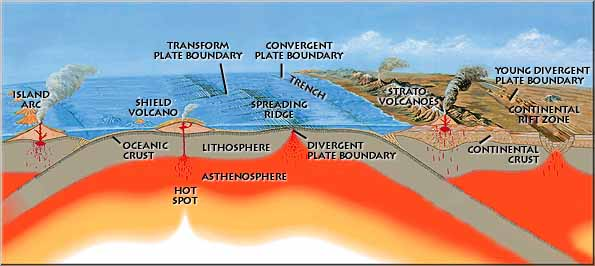 TRANSFORM
PLATE BOUNDARY
CONVERGENT
PLATE BOUNDARY
TRENCH
YOUNG DIVERGENT
PLATE BOUNDARY
ISLAND
ARC
SHIELD
VOLCANO
SPREADING
RIDGE
STRATO-
VOLCANOES
CONTINENTAL
RIFT ZONE
OCEANIC
CRUST
LITHOSPHERE
DIVERGENT
PLATE BOUNDARY
CONTINENTAL
CRUST
ASTHENOSPHERE
HOT
SPOT